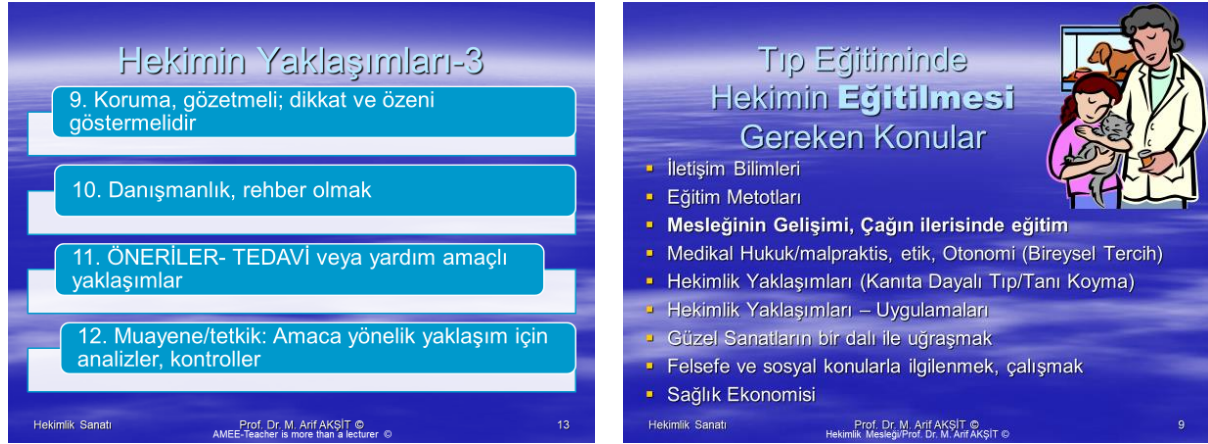 Hekimin Yaklaşımları-3
9. Koruma, gözetmeli; dikkat ve özeni
göstermelidir
10. Danışmanlık, rehber olmak
11. ÖNERİLER- TEDAVİ veya yardım amaçlı
yaklaşımlar
12. Muayene/tetkik: Amaca yönelik yaklaşım için
analizler, kontroller
Hekimlik Sanatı
Prof. Dr. M. Arif AKŞİT ©
AMEE-Teacher is more than a lecturer ©
13
Tıp Eğitiminde
Hekimin Eğitilmesi
Gereken Konular
İletişim Bilimleri
Eğitim Metotları
Mesleğinin Gelişimi, Çağın ilerisinde eğitim
Medikal Hukuk/malpraktis, etik, Otonomi (Bireysel Tercih)
Hekimlik Yaklaşımları (Kanıta Dayalı Tıp/Tanı Koyma)
Hekimlik Yaklaşımları – Uygulamaları
Güzel Sanatların bir dalı ile uğraşmak
Felsefe ve sosyal konularla ilgilenmek, çalışmak
Sağlık Ekonomisi
Hekimlik Sanatı
Prof. Dr. M. Arif AKŞİT ©
Hekimlik Mesleği/Prof. Dr. M. Arif AKŞİT ©
9